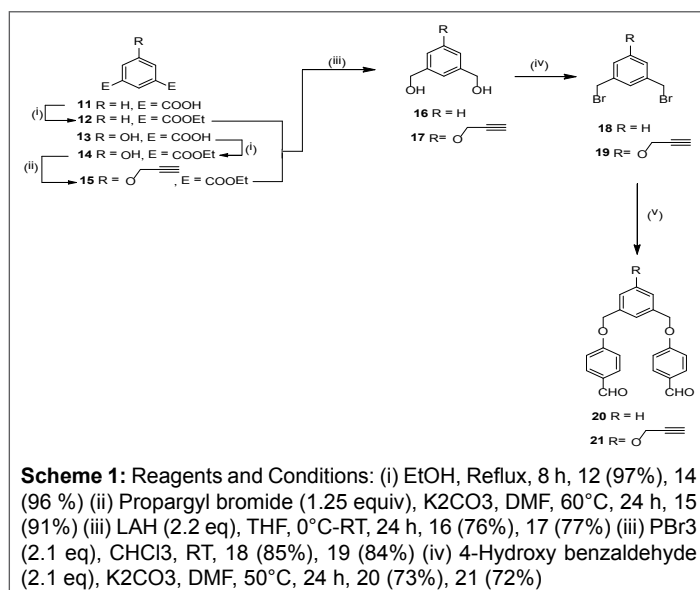 R
E
E
11 R = H, E = COOH
(i)
12 R = H, E = COOEt
13 R = OH, E = COOH
14 R = OH, E = COOEt
(i)
(ii)
15 R = O , E = COOEt
(iii)
R
OH
OH
16 R = H
17 R= O
(iv)
R
Br
Br
18 R = H
19 R= O
(v)
R
O
O
CHO
CHO
20 R = H
21 R= O
Scheme 1: Reagents and Conditions: (i) EtOH, Reflux, 8 h, 12 (97%), 14
(96 %) (ii) Propargyl bromide (1.25 equiv), K2CO3, DMF, 60°C, 24 h, 15
(91%) (iii) LAH (2.2 eq), THF, 0°C-RT, 24 h, 16 (76%), 17 (77%) (iii) PBr3
(2.1 eq), CHCl3, RT, 18 (85%), 19 (84%) (iv) 4-Hydroxy benzaldehyde
(2.1 eq), K2CO3, DMF, 50°C, 24 h, 20 (73%), 21 (72%)